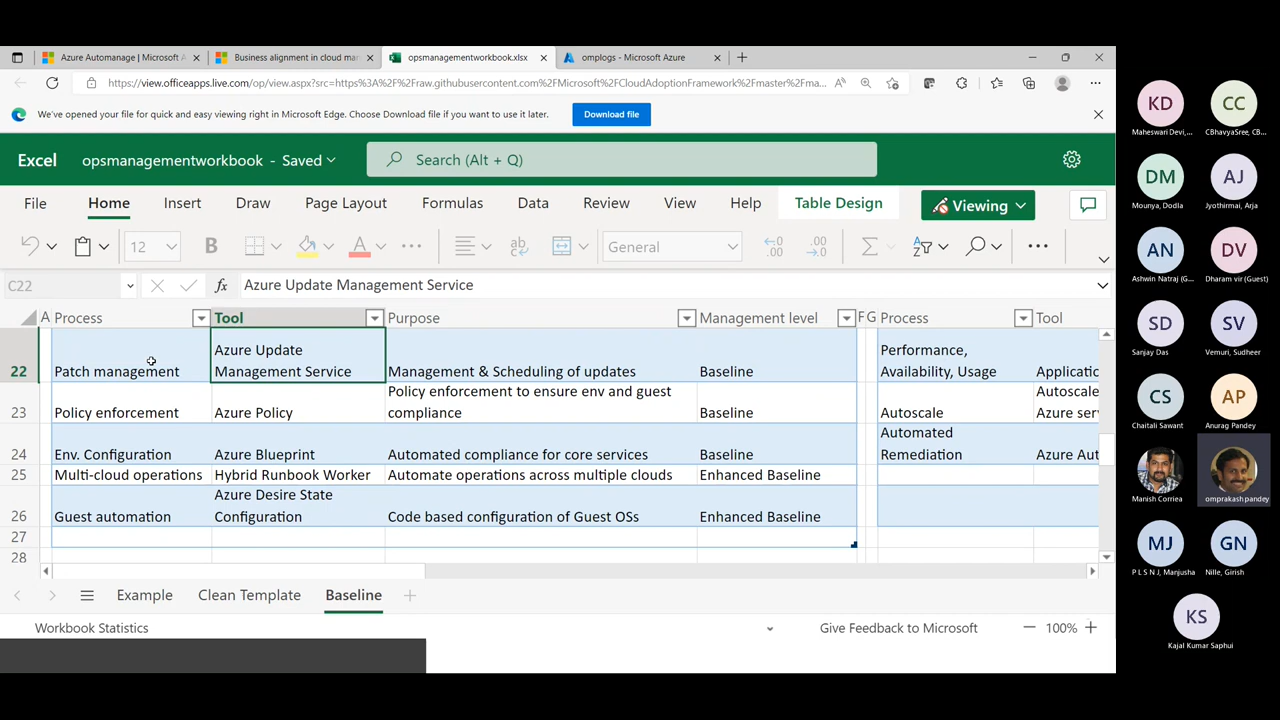 Azure Automanage | Microsoft A
Business alignment in cloud mar
opsmanagementworkbook.xlsx
omplogs - Microsoft Azure
https://view.officeapps.live.com/op/view.aspx?src=https%3A%2F%2Fraw.githubusercontent.com%2FMicrosoft%2FCloudAdoptionFramework%2Fmaster%2Fma...
We've opened your file for quick and easy viewing right in Microsoft Edge. Choose Download file if you want to use it later.
Download file
Excel
opsmanagementworkbook - Saved
Search (Alt + Q)
File Home Insert Draw Page Layout Formulas Data Review View Help Table Design
Viewing
12
B
A
ab
General
C22
fx
Azure Update Management Service
A Process Tool Purpose Management level F G Process Tool
22 Patch management
Azure Update
Management Service
Management & Scheduling of updates
Baseline
Performance,
Availability, Usage
Applicatic
23 Policy enforcement
Azure Policy
Policy enforcement to ensure env and guest
compliance
Baseline
Autoscale
Autoscale
Azure serv
24 Env. Configuration
Azure Blueprint
Automated compliance for core services
Baseline
Automated
Remediation
Azure Aut
25 Multi-cloud operations
Hybrid Runbook Worker
Automate operations across multiple clouds
Enhanced Baseline
26 Guest automation
Azure Desire State
Configuration
Code based configuration of Guest OSs
Enhanced Baseline
27
28
Example Clean Template Baseline
Workbook Statistics
Give Feedback to Microsoft
100%
KD
Maheswari Devi,...
CC
CBhavyaSree, CB...
DM
Mounya, Dodla
AJ
Jyothirmai, Arja
AN
Ashwin Natraj (G...
DV
Dharam vir (Guest)
SD
Sanjay Das
SV
Vemuri, Sudheer
CS
Chaitali Sawant
AP
Anurag Pandey
Manish Corriea
omprakash pandey
MJ
P L S N J, Manjusha
GN
Nille, Girish
KS
Kajal Kumar Saphui